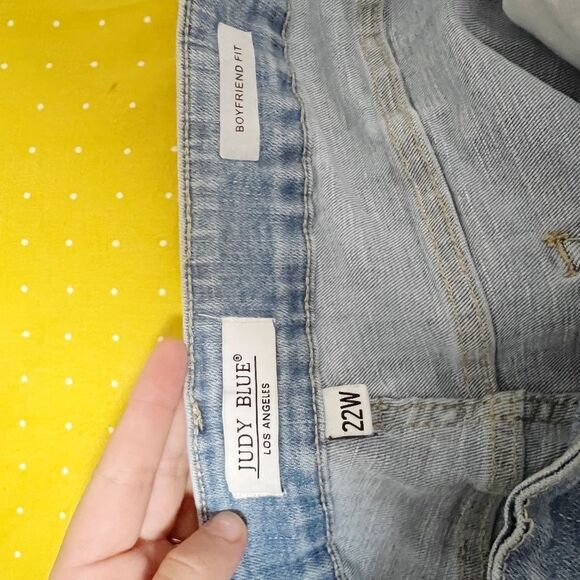 BOYFRIEND FIT
JUDY BLUE®
LOS ANGELES
22W